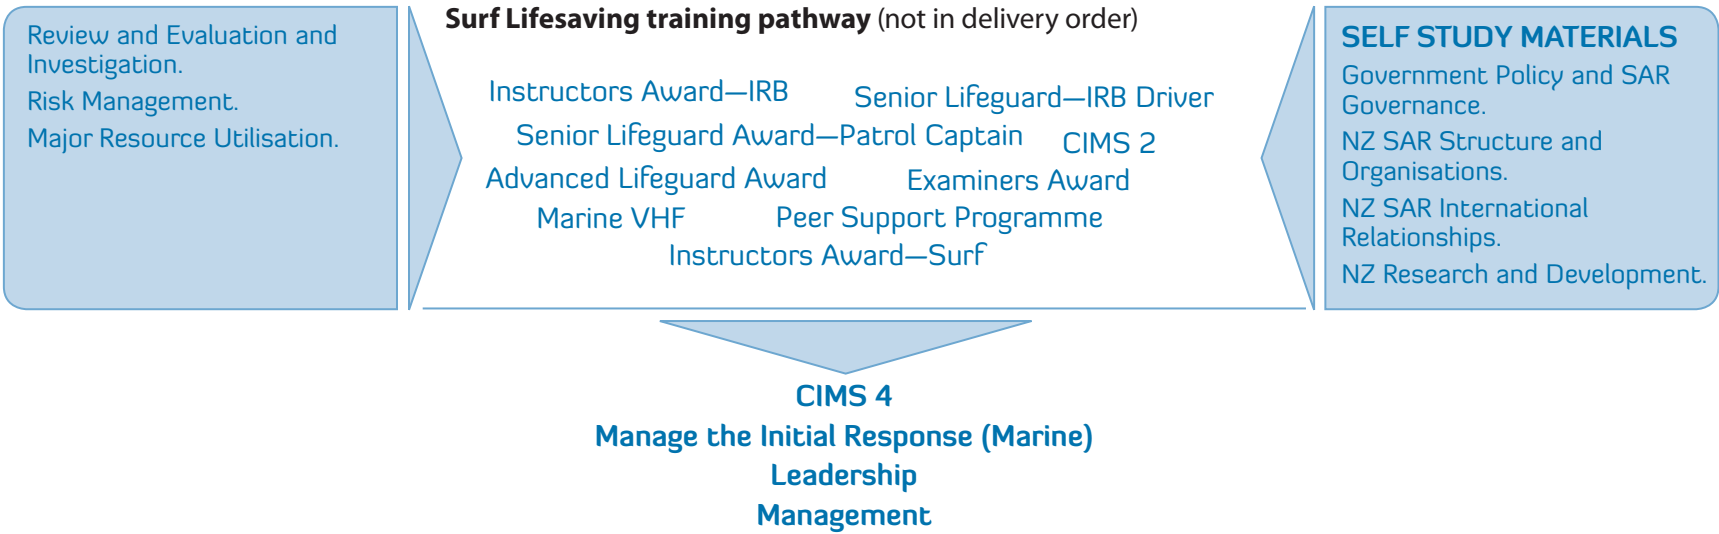 Surf Lifesaving training pathway (not in delivery order)
Review and Evaluation and
Investigation.
Risk Management.
Major Resource Utilisation.
Instructors Award—IRB
Senior Lifeguard—IRB Driver
Senior Lifeguard Award—Patrol Captain
CIMS 2
Advanced Lifeguard Award
Examiners Award
Marine VHF
Peer Support Programme
Instructors Award—Surf
SELF STUDY MATERIALS
Government Policy and SAR
Governance.
NZ SAR Structure and
Organisations.
NZ SAR International
Relationships.
NZ Research and Development.
CIMS 4
Manage the Initial Response (Marine)
Leadership
Management